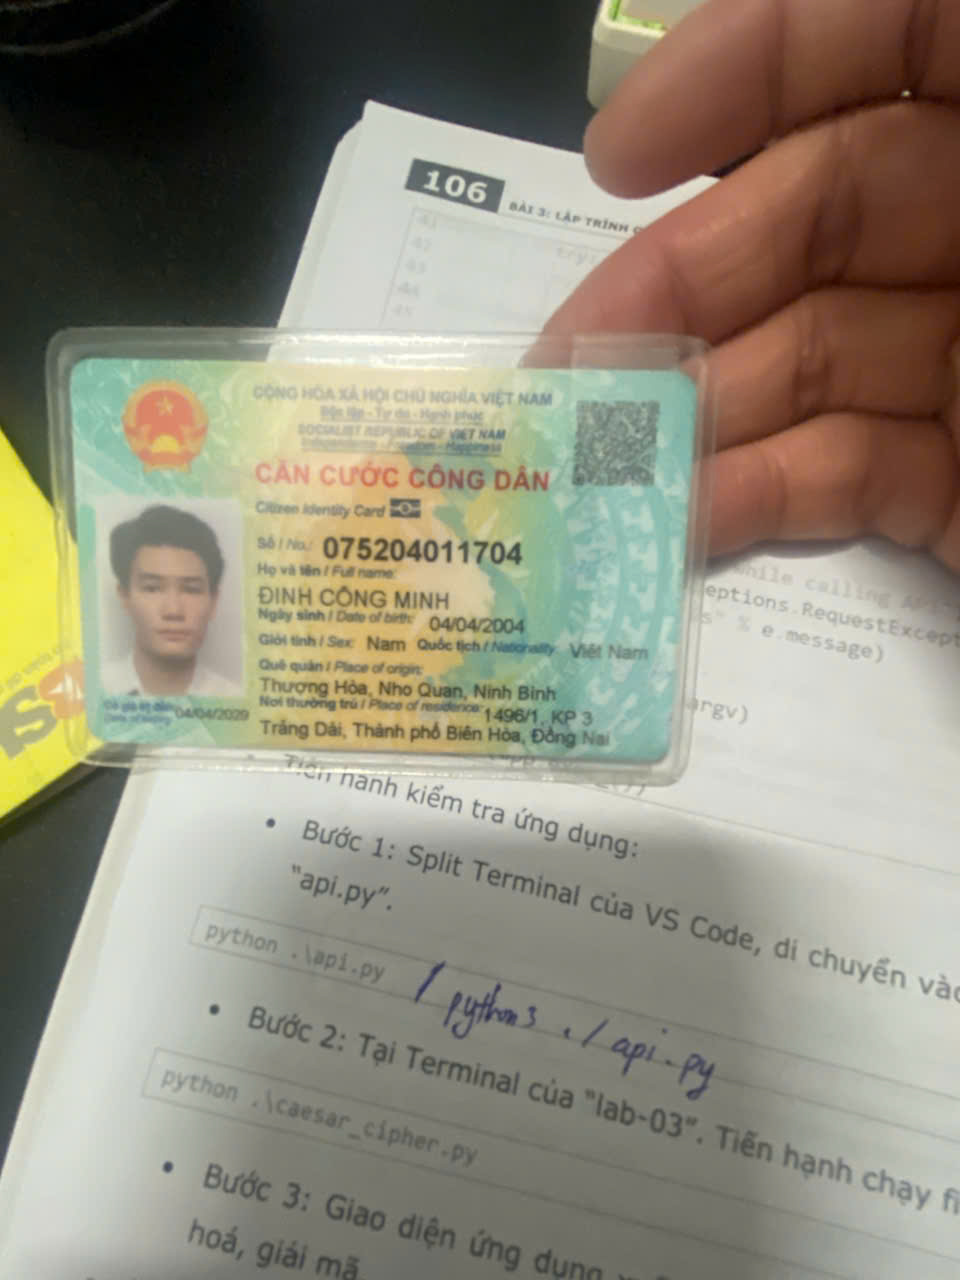 106
BÀI 3: LẬP TRÌNH
41
42
try:
43
44
45
CỘNG HÒA XÃ HỘI CHỦ NGHĨA VIỆT NAM
Độc lập - Tự do - Hạnh phúc
SOCIALIST REPUBLIC OF VIET NAM
Independence - Freedom - Happiness
CĂN CƯỚC CÔNG DÂN
Citizen Identity Card
Số / No.: 075204011704
Họ và tên / Full name:
ĐINH CÔNG MINH
Ngày sinh / Date of birth: 04/04/2004
Giới tính / Sex: Nam Quốc tịch / Nationality: Việt Nam
Quê quán / Place of origin:
Thượng Hòa, Nho Quan, Ninh Bình
Nơi thường trú / Place of residence: 1496/1, KP 3
Trảng Dài, Thành phố Biên Hòa, Đồng Nai
Có giá trị đến: 04/04/2029
Date of expiry
while calling
eptions.RequestExcept
s" % e.message)
argv)
Tiến hành kiểm tra ứng dụng:
• Bước 1: Split Terminal của VS Code, di chuyển vào
"api.py".
python .\api.py / python3 ./api.py
• Bước 2: Tại Terminal của "lab-03". Tiến hành chạy fi
python .\caesar_cipher.py
• Bước 3: Giao diện ứng dụng
hoá, giải mã